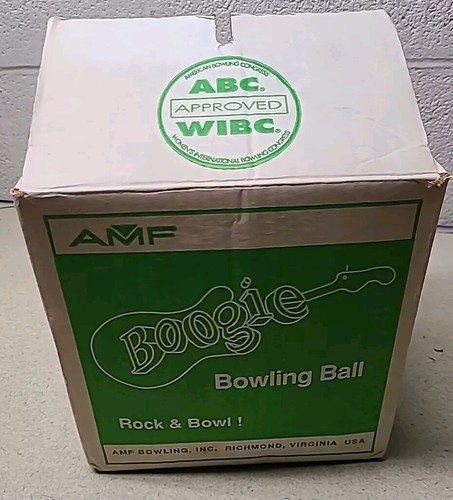 AMERICAN BOWLING CONGRESS
ABC®
APPROVED
WIBC®
WOMEN'S INTERNATIONAL BOWLING CONGRESS
AMF
Boogie
Bowling Ball
Rock & Bowl !
AMF BOWLING, INC. RICHMOND, VIRGINIA USA